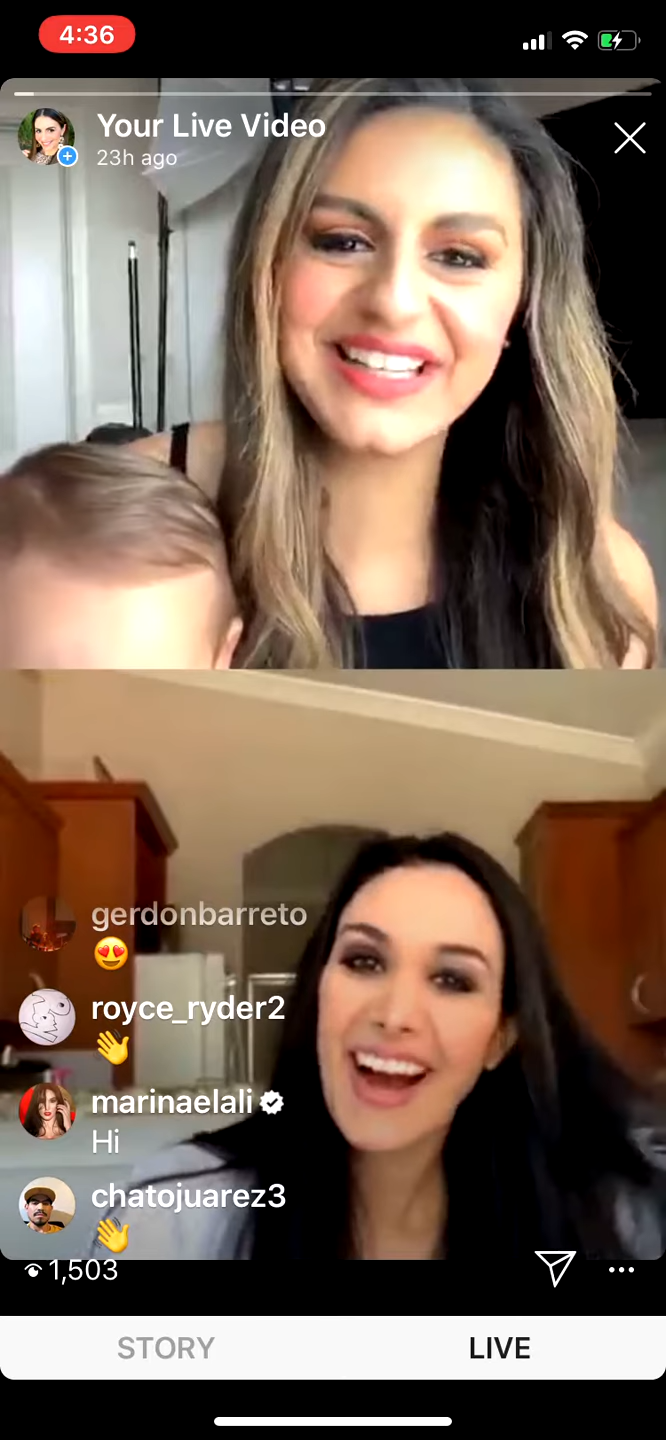 4:36
Your Live Video
23h ago
gerdonbarreto
😍
royce_ryder2
👋
marinaelali
Hi
chatojuarez3
👋
1,503
STORY
LIVE